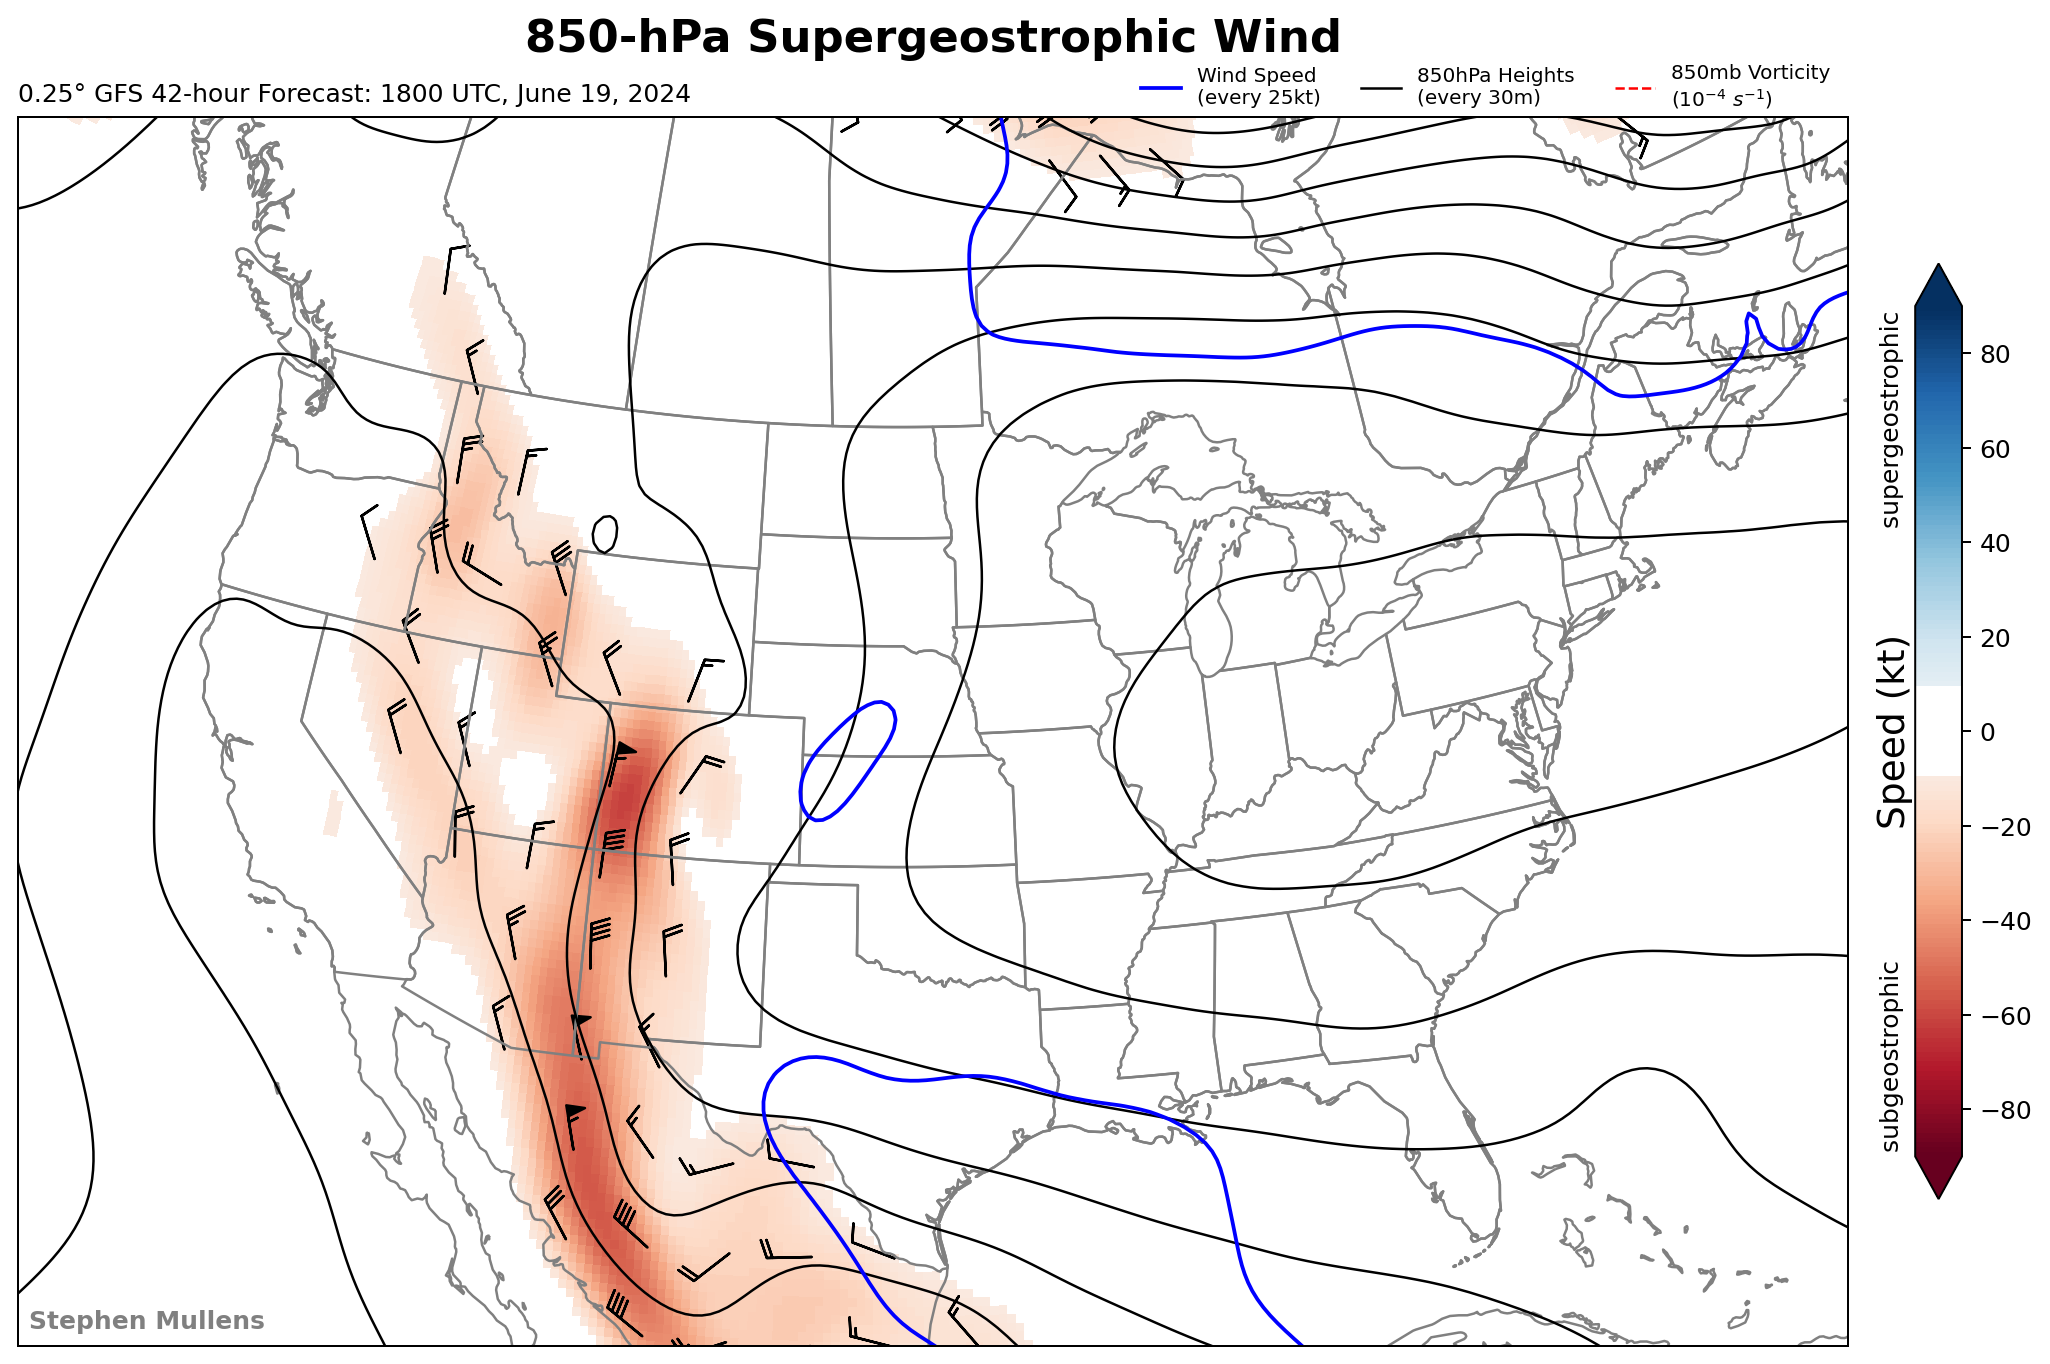 850-hPa Supergeostrophic Wind
0.25° GFS 42-hour Forecast: 1800 UTC, June 19, 2024
Wind Speed
(every 25kt)
850hPa Heights
(every 30m)
850mb Vorticity
(10⁻⁴ s⁻¹)
supergeostrophic
Speed (kt)
subgeostrophic
80
60
40
20
0
−20
−40
−60
−80
Stephen Mullens